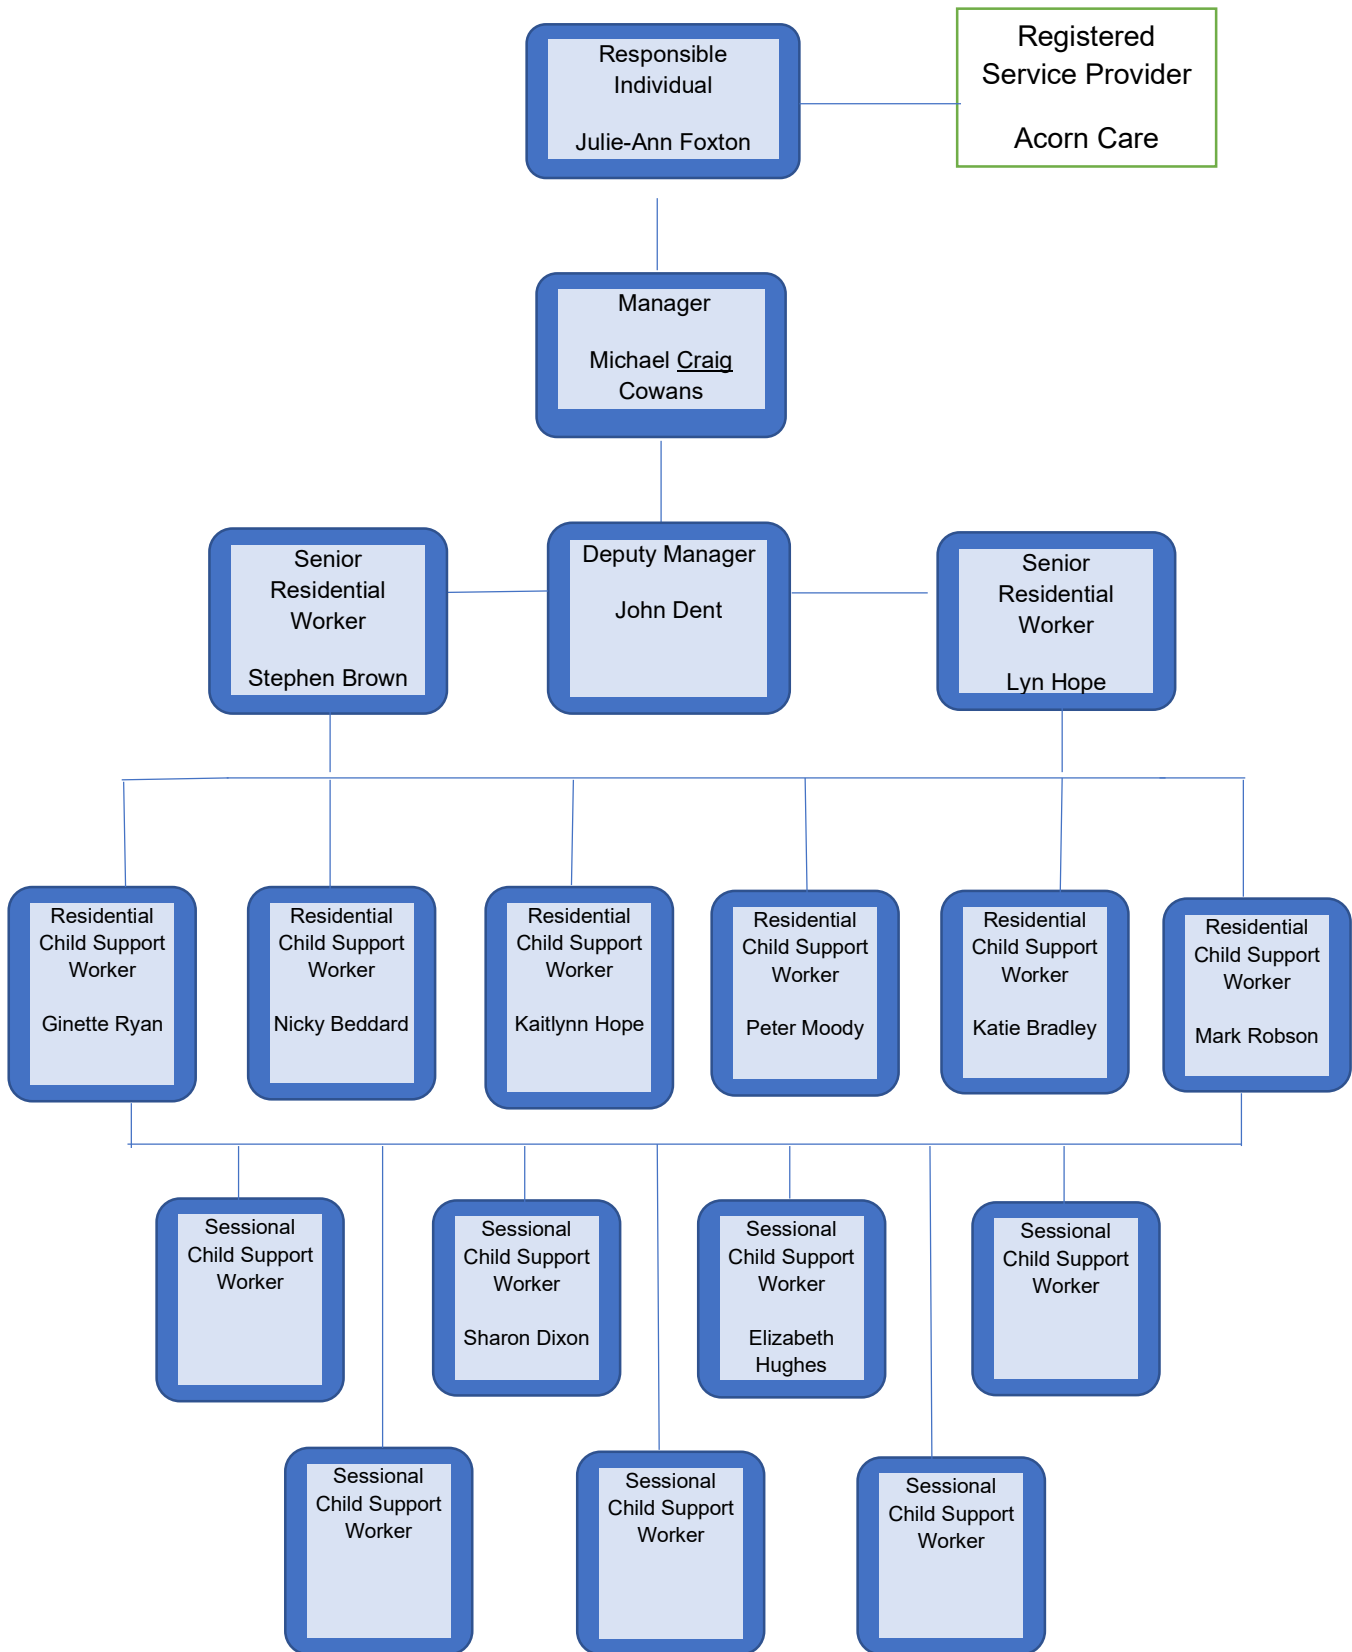 Responsible
Individual
Julie-Ann Foxton
Registered
Service Provider
Acorn Care
Manager
Michael Craig
Cowans
Senior
Residential
Worker
Stephen Brown
Deputy Manager
John Dent
Senior
Residential
Worker
Lyn Hope
Residential
Child Support
Worker
Ginette Ryan
Residential
Child Support
Worker
Nicky Beddard
Residential
Child Support
Worker
Kaitlynn Hope
Residential
Child Support
Worker
Peter Moody
Residential
Child Support
Worker
Katie Bradley
Residential
Child Support
Worker
Mark Robson
Sessional
Child Support
Worker
Sessional
Child Support
Worker
Sharon Dixon
Sessional
Child Support
Worker
Elizabeth
Hughes
Sessional
Child Support
Worker
Sessional
Child Support
Worker
Sessional
Child Support
Worker
Sessional
Child Support
Worker